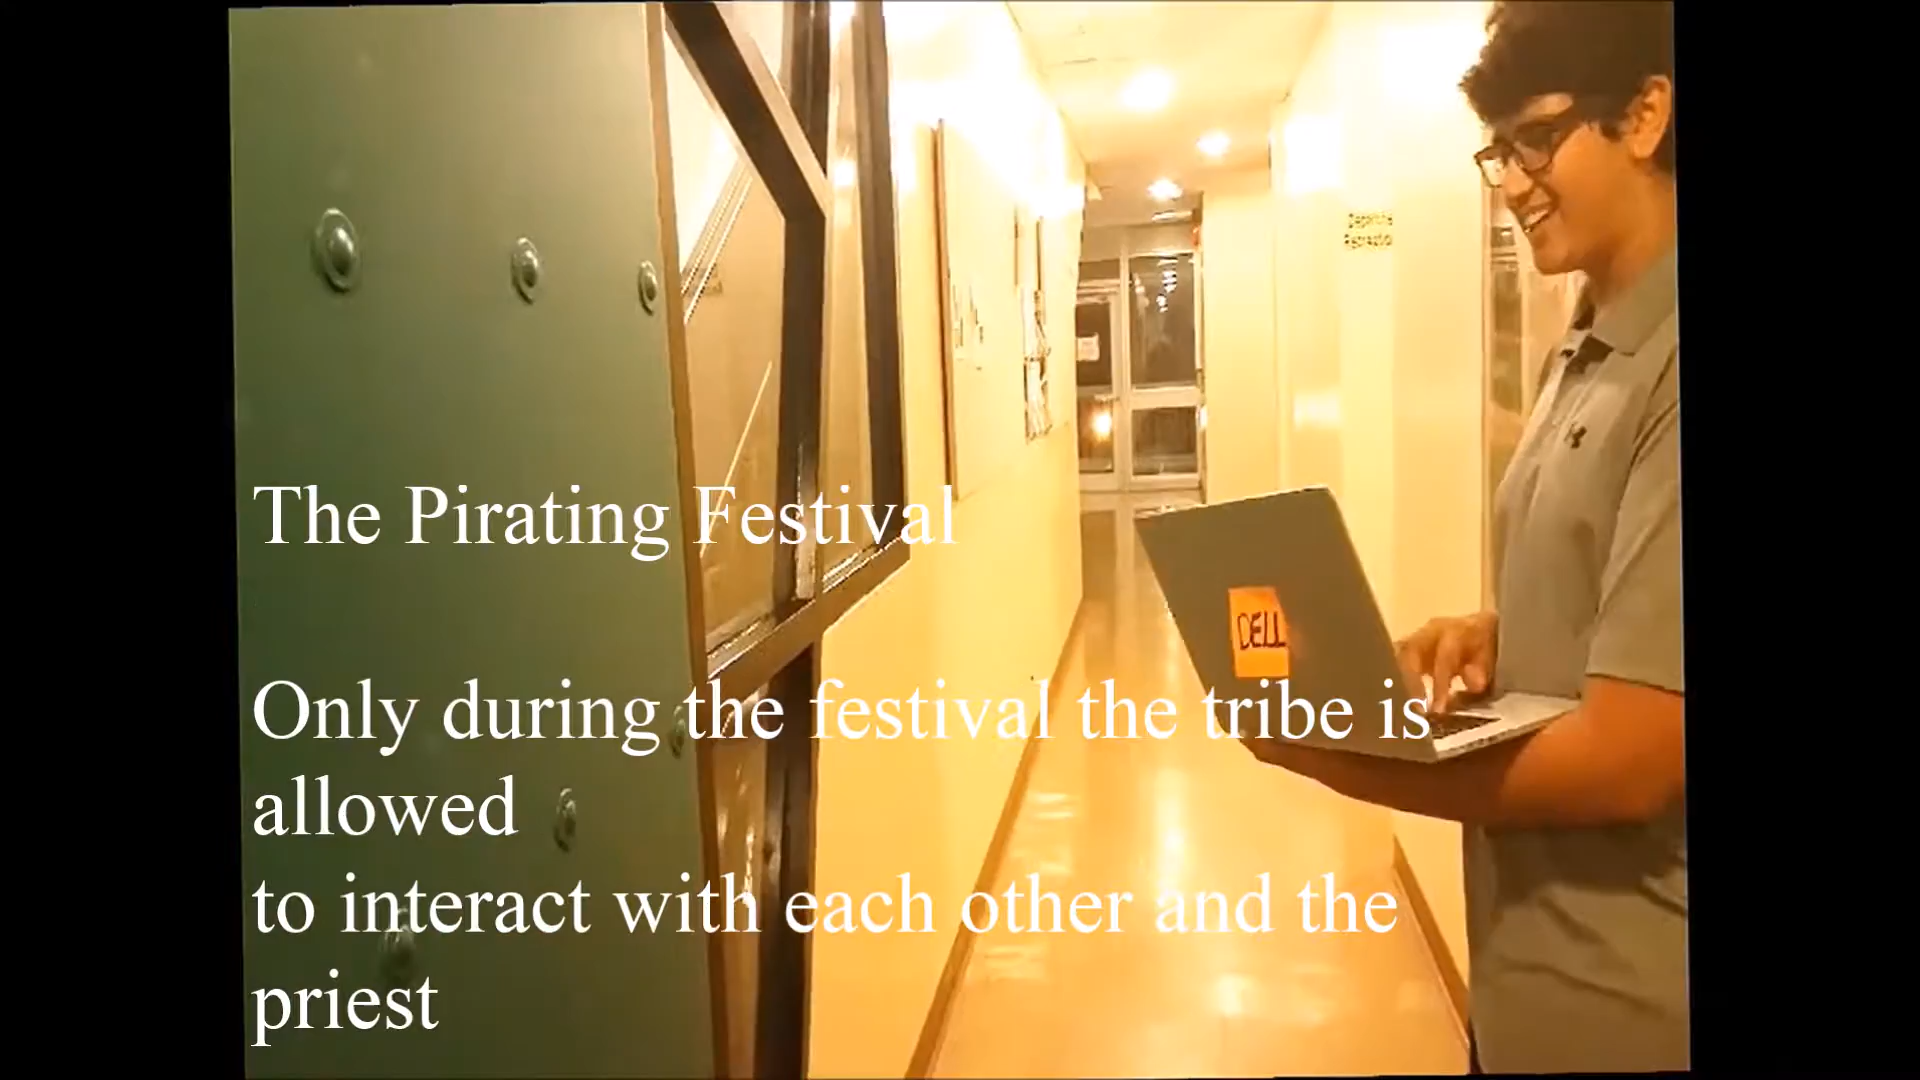 The Pirating Festival
Only during the festival the tribe is
allowed
to interact with each other and the
priest
DELL